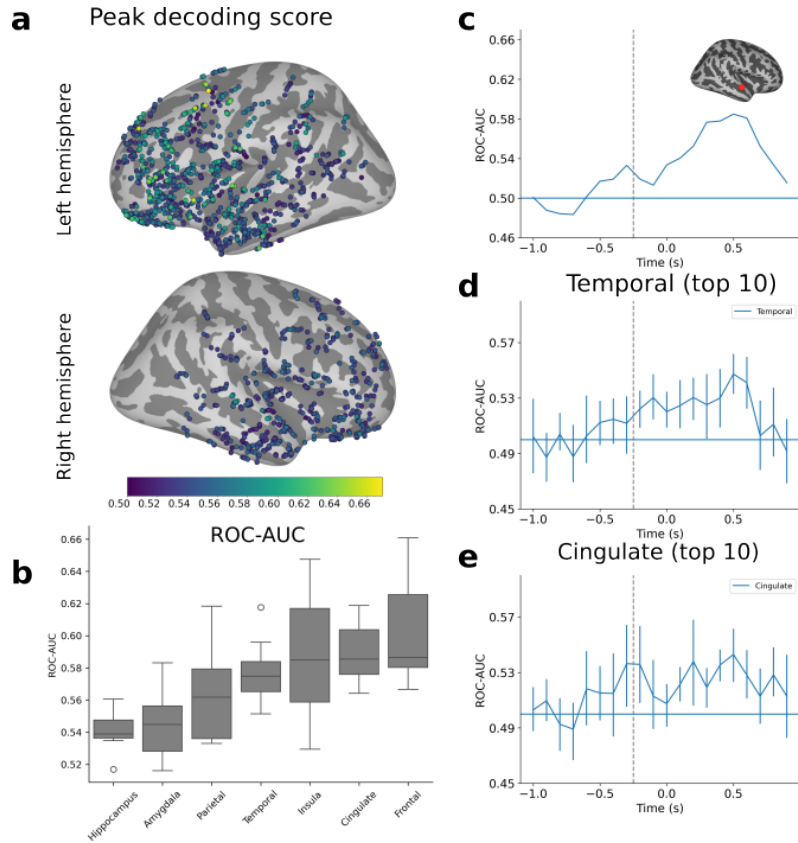 a
Peak decoding score
Left hemisphere
Right hemisphere
0.50 0.52 0.54 0.56 0.58 0.60 0.62 0.64 0.66
b
ROC-AUC
ROC-AUC
0.66
0.64
0.62
0.60
0.58
0.56
0.54
0.52
Hippocampus
Amygdala
Parietal
Temporal
Insula
Cingulate
Frontal
c
ROC-AUC
0.66
0.62
0.58
0.54
0.50
0.46
−1.0 −0.5 0.0 0.5
Time (s)
d
Temporal (top 10)
Temporal
ROC-AUC
0.57
0.53
0.49
0.45
−1.0 −0.5 0.0 0.5
Time (s)
e
Cingulate (top 10)
Cingulate
ROC-AUC
0.57
0.53
0.49
0.45
−1.0 −0.5 0.0 0.5
Time (s)